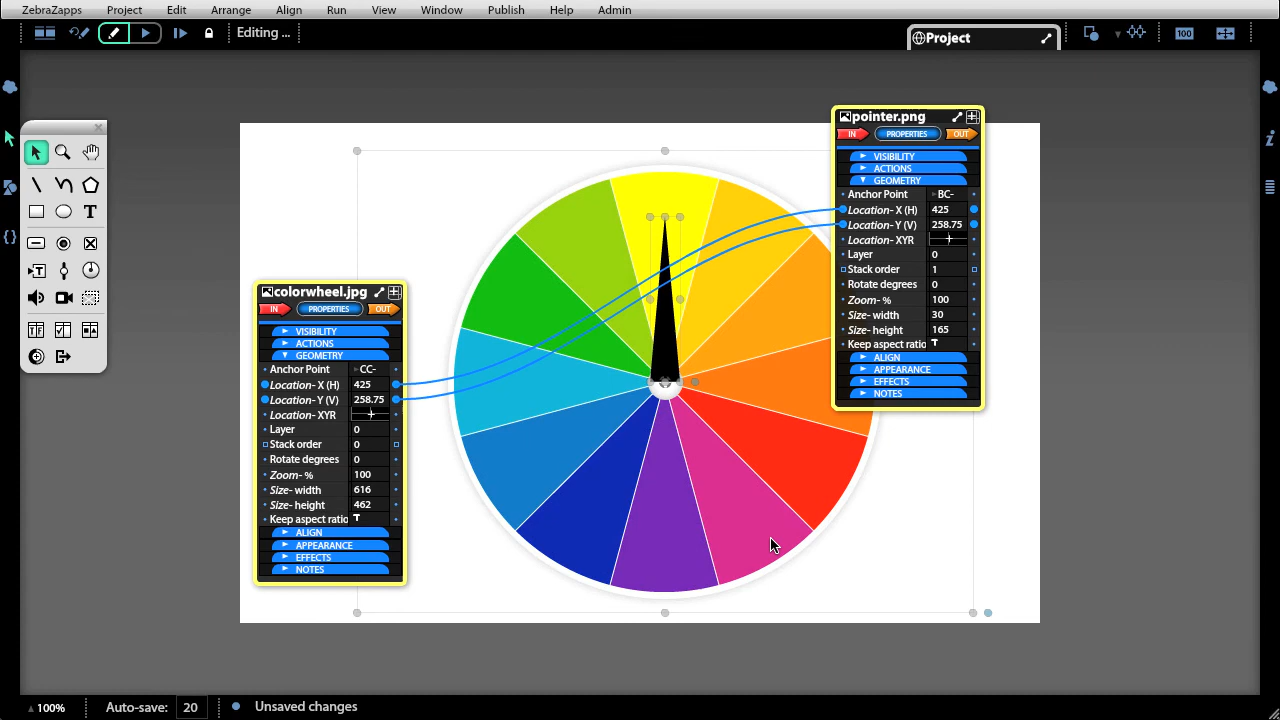 ZebraZapps Project Edit Arrange Align Run View Window Publish Help Admin
Editing ...
Project
100
pointer.png
IN PROPERTIES OUT
VISIBILITY
ACTIONS
GEOMETRY
Anchor Point BC-
Location- X (H) 425
Location- Y (V) 258.75
Location- XYR
Layer 0
Stack order 1
Rotate degrees 0
Zoom- % 100
Size- width 30
Size- height 165
Keep aspect ratio T
ALIGN
APPEARANCE
EFFECTS
NOTES
colorwheel.jpg
IN PROPERTIES OUT
VISIBILITY
ACTIONS
GEOMETRY
Anchor Point CC-
Location- X (H) 425
Location- Y (V) 258.75
Location- XYR
Layer 0
Stack order 0
Rotate degrees 0
Zoom- % 100
Size- width 616
Size- height 462
Keep aspect ratio T
ALIGN
APPEARANCE
EFFECTS
NOTES
100% Auto-save: 20 Unsaved changes